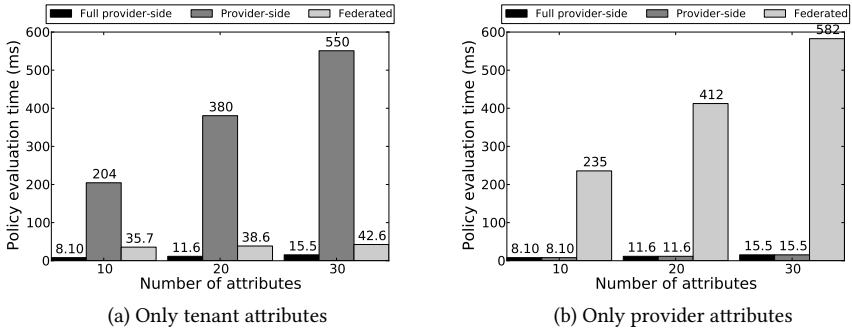 Full provider-side Provider-side Federated
Policy evaluation time (ms)
600
500
400
300
200
100
0
8.10 204 35.7
11.6 380 38.6
15.5 550 42.6
10 20 30
Number of attributes
(a) Only tenant attributes
Full provider-side Provider-side Federated
Policy evaluation time (ms)
600
500
400
300
200
100
0
8.10 8.10 235
11.6 11.6 412
15.5 15.5 582
10 20 30
Number of attributes
(b) Only provider attributes